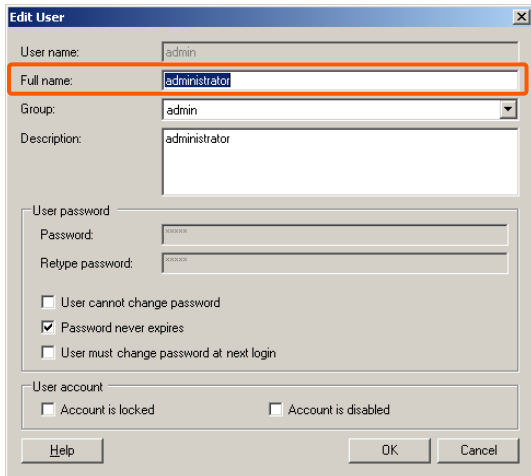 Edit User
User name: admin
Full name: administrator
Group: admin
Description: administrator
User password
Password: xxxxx
Retype password: xxxxx
User cannot change password
Password never expires
User must change password at next login
User account
Account is locked Account is disabled
Help OK Cancel